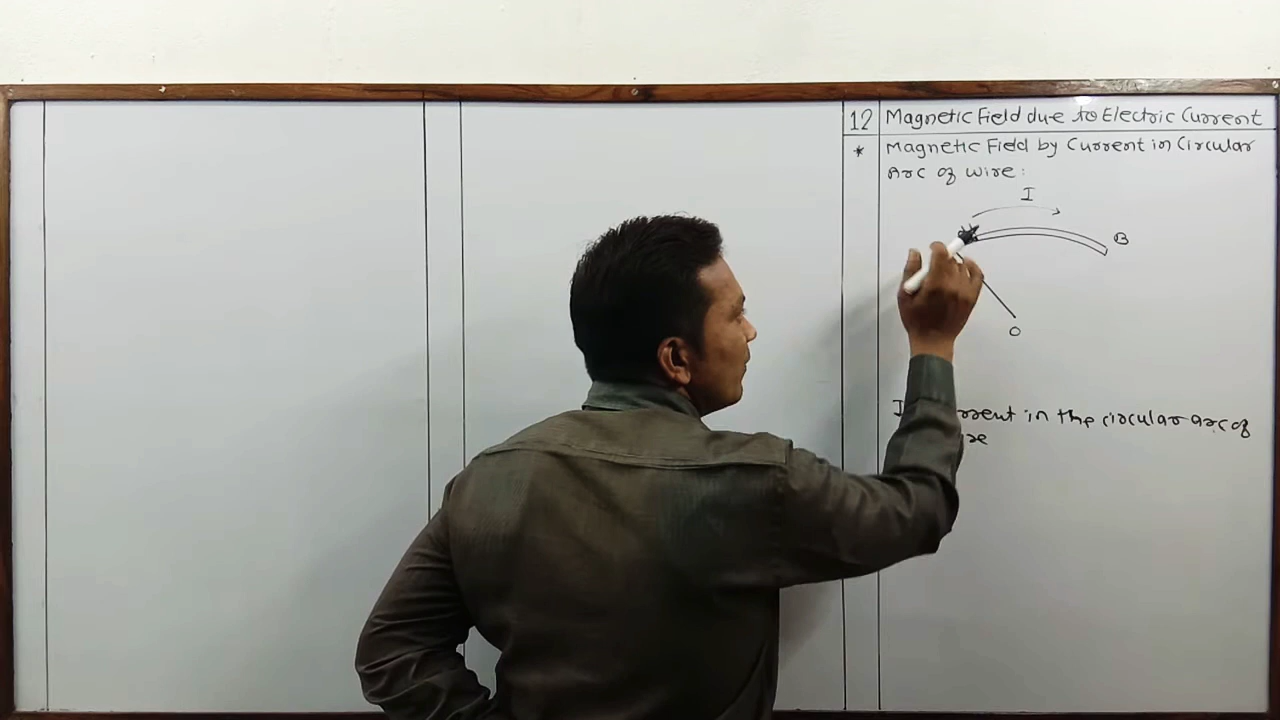 12 Magnetic Field due to Electric Current
* Magnetic Field by Current in Circular
Arc of wire:
I
B
O
I
in the circular arc of